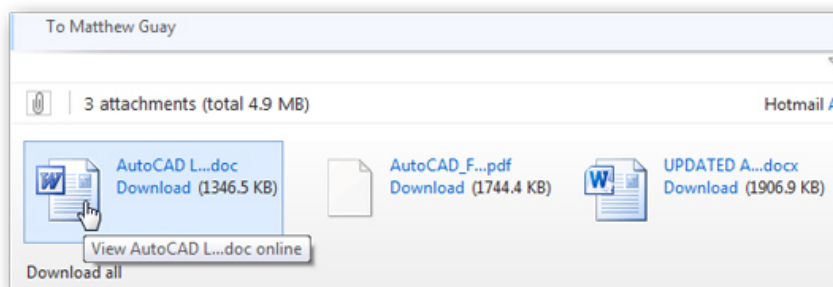 To Matthew Guay
3 attachments (total 4.9 MB)
Hotmail
AutoCAD L...doc
Download (1346.5 KB)
AutoCAD_F...pdf
Download (1744.4 KB)
UPDATED A...docx
Download (1906.9 KB)
View AutoCAD L...doc online
Download all